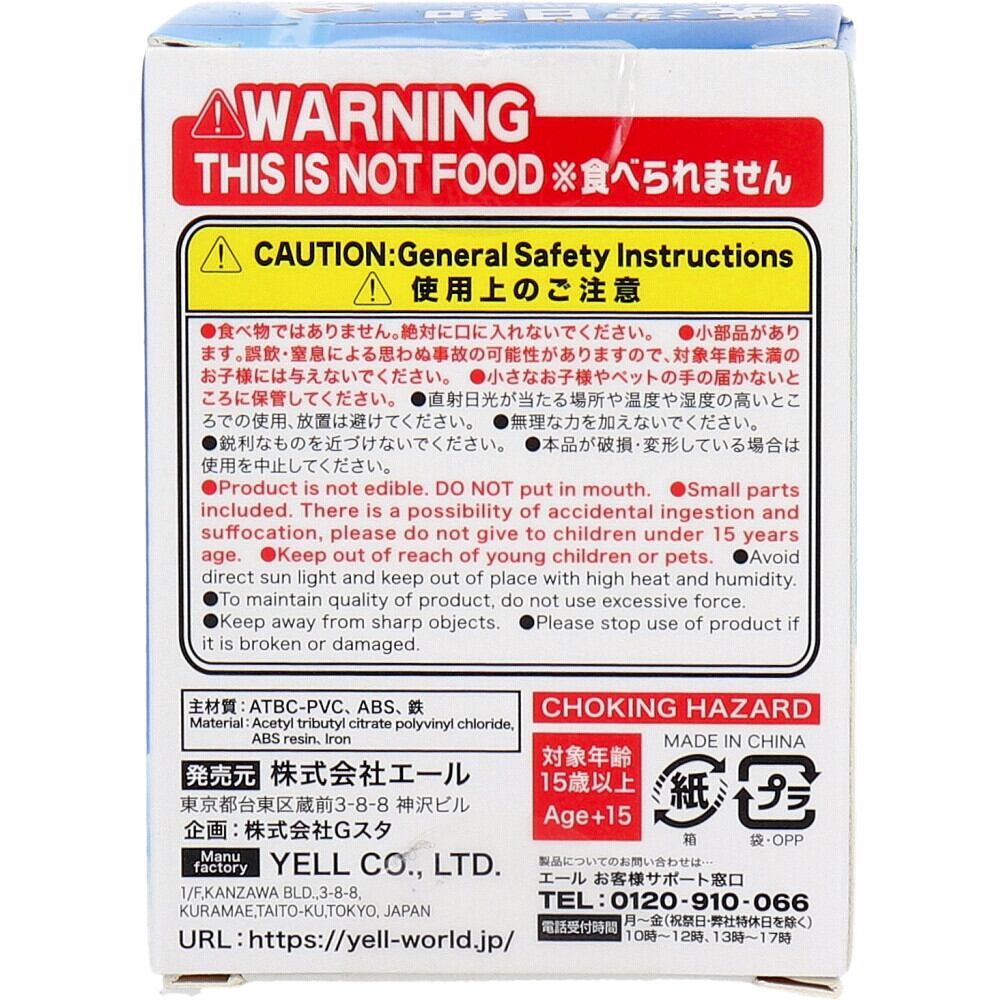 洗濯日和
WARNING
THIS IS NOT FOOD ※食べられません
CAUTION:General Safety Instructions
使用上のご注意
●食べ物ではありません。絶対に口に入れないでください。 ●小部品があり
ます。誤飲・窒息による思わぬ事故の可能性がありますので、対象年齢未満の
お子様には与えないでください。 ●小さなお子様やペットの手の届かないと
ころに保管してください。 ●直射日光が当たる場所や温度や湿度の高いとこ
ろでの使用、放置は避けてください。 ●無理な力を加えないでください。
●鋭利なものを近づけないでください。 ●本品が破損・変形している場合は
使用を中止してください。
●Product is not edible. DO NOT put in mouth. ●Small parts
included. There is a possibility of accidental ingestion and
suffocation, please do not give to children under 15 years
age. ●Keep out of reach of young children or pets. ●Avoid
direct sun light and keep out of place with high heat and humidity.
●To maintain quality of product, do not use excessive force.
●Keep away from sharp objects. ●Please stop use of product if
it is broken or damaged.
主材質：ATBC-PVC、ABS、鉄
Material：Acetyl tributyl citrate polyvinyl chloride,
ABS resin、Iron
発売元 株式会社エール
東京都台東区蔵前3-8-8 神沢ビル
企画：株式会社Gスタ
Manu
factory YELL CO., LTD.
1/F,KANZAWA BLD.,3-8-8,
KURAMAE,TAITO-KU,TOKYO, JAPAN
URL：https://yell-world.jp/
CHOKING HAZARD
対象年齢
15歳以上
Age+15
MADE IN CHINA
紙
箱
プラ
袋・OPP
製品についてのお問い合わせは…
エール お客様サポート窓口
TEL：0120-910-066
電話受付時間 月〜金(祝祭日・弊社特休日を除く)
10時〜12時、13時〜17時